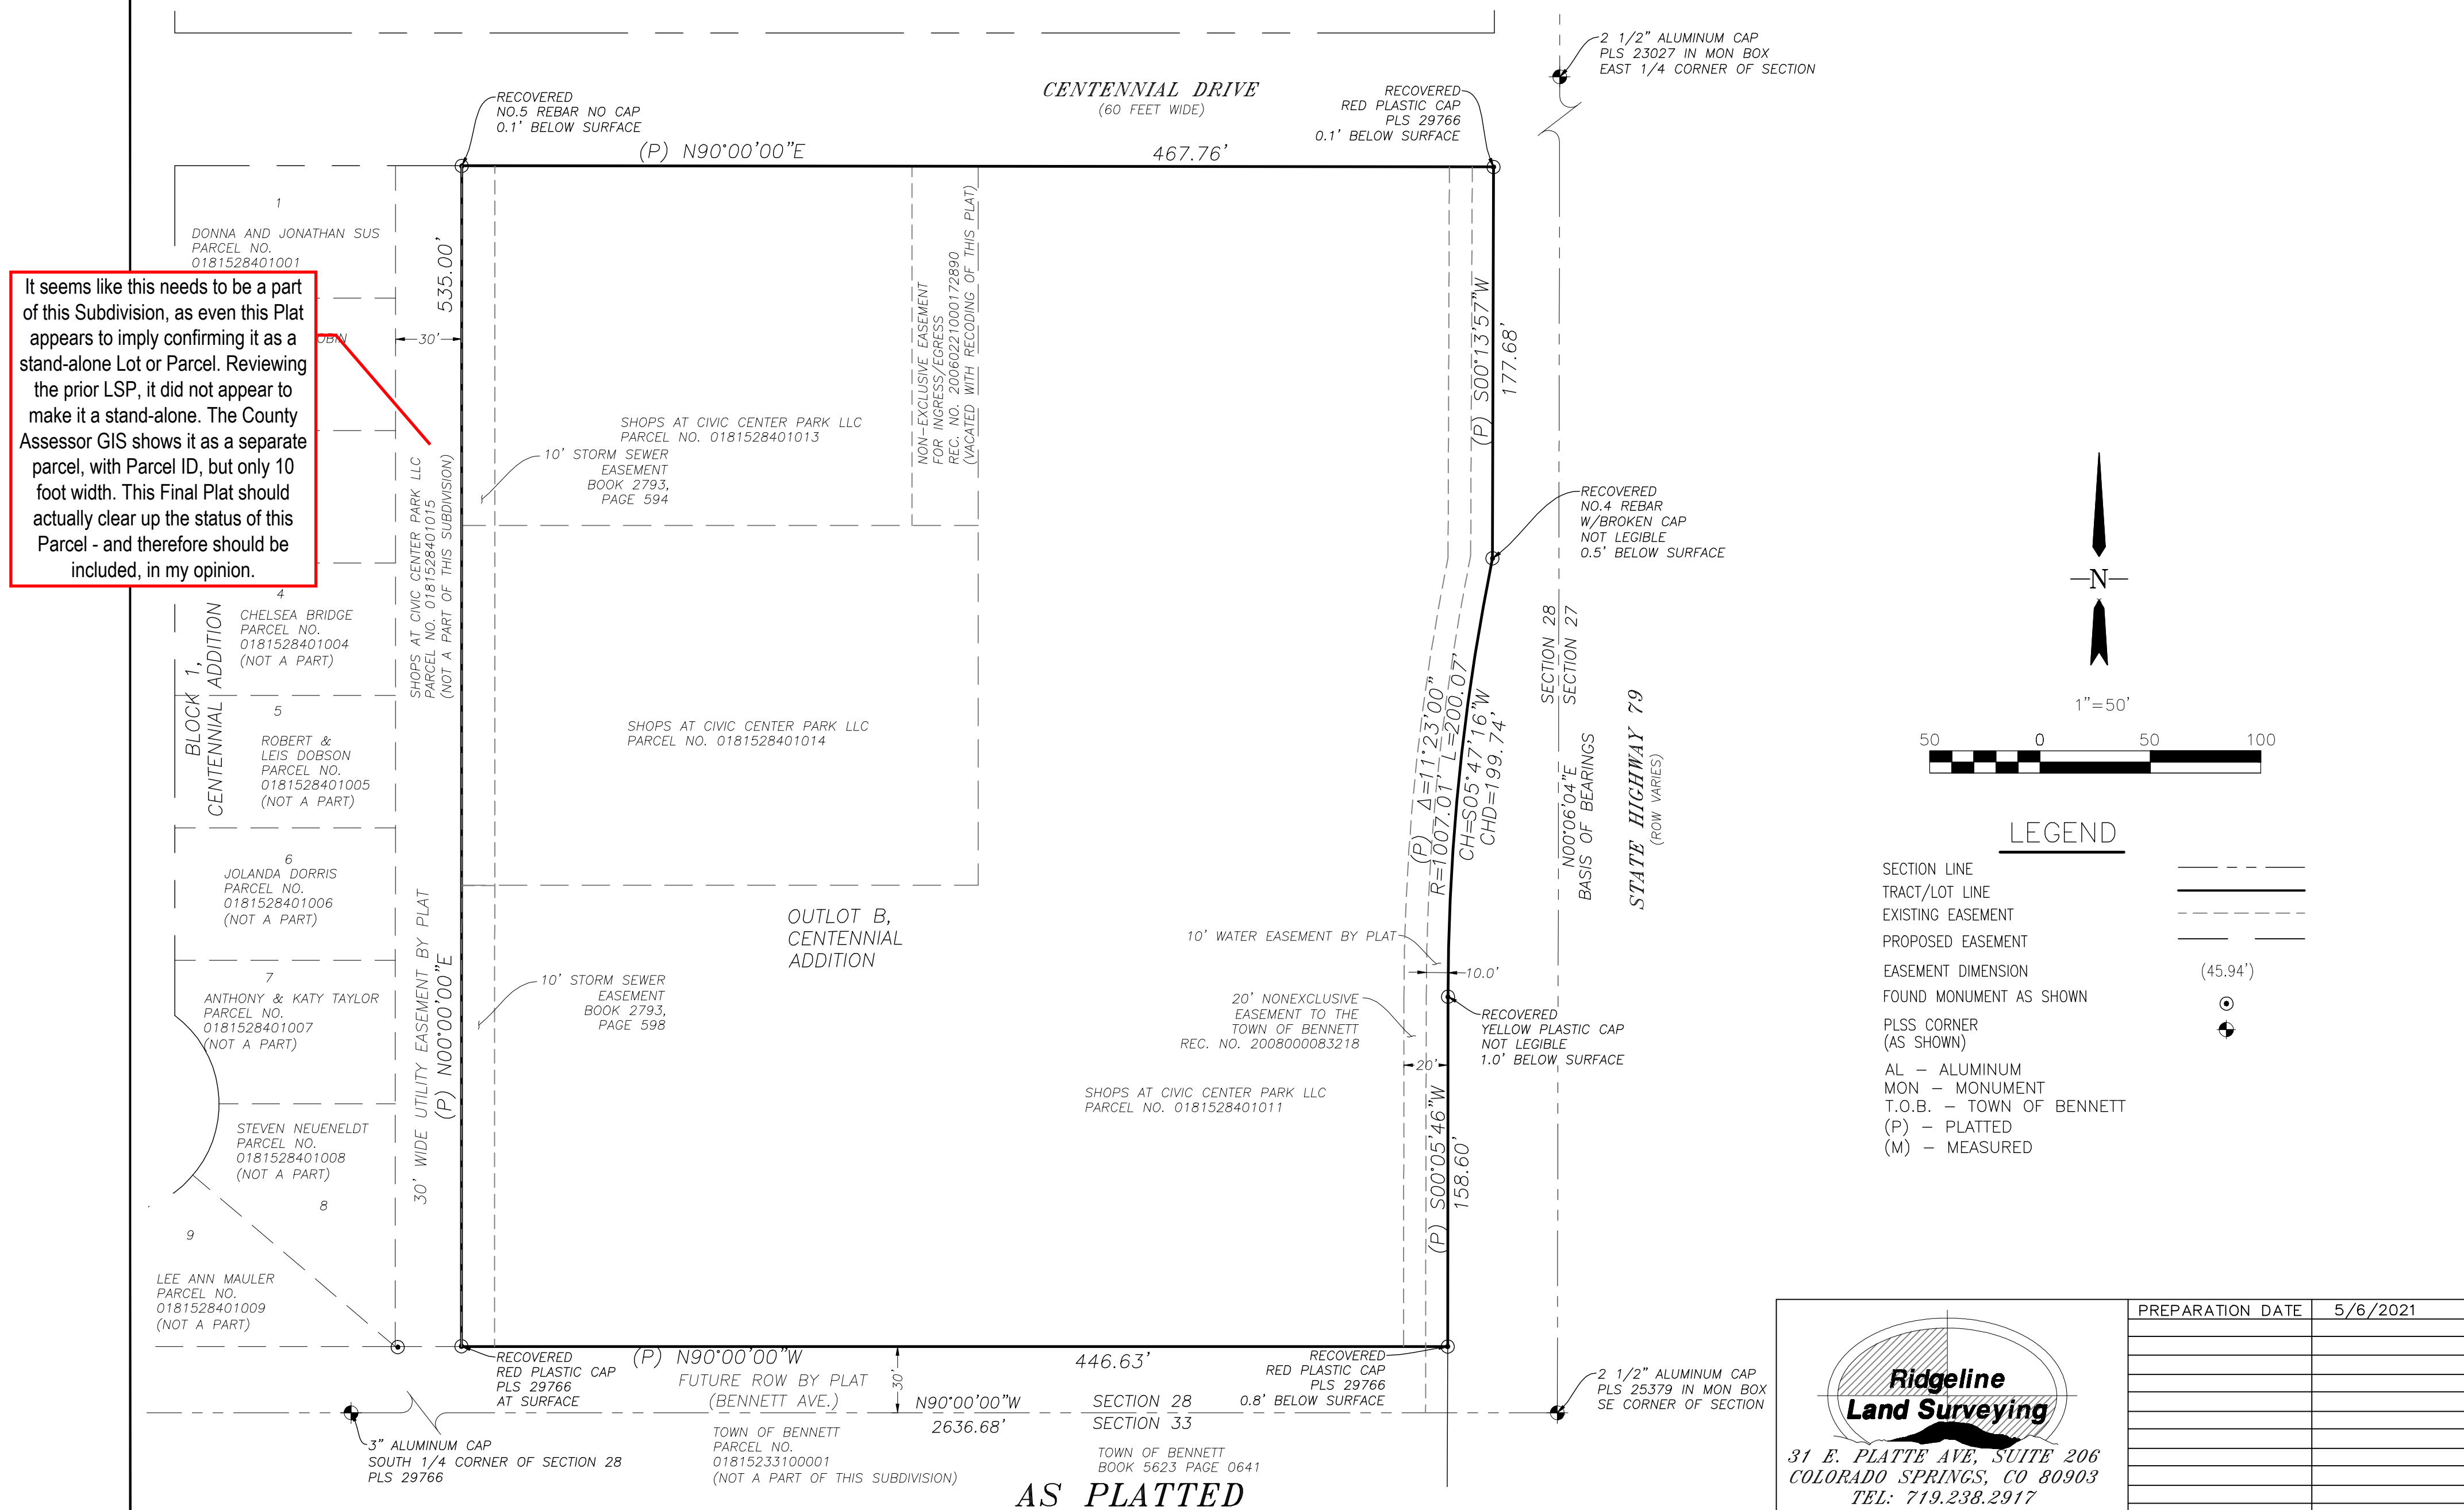 2 1/2” ALUMINUM CAP
PLS 23027 IN MON BOX
EAST 1/4 CORNER OF SECTION
CENTENNIAL DRIVE
(60 FEET WIDE)
RECOVERED
NO.5 REBAR NO CAP
0.1' BELOW SURFACE
RECOVERED
RED PLASTIC CAP
PLS 29766
0.1' BELOW SURFACE
(P) N90°00'00”E
467.76'
1
DONNA AND JONATHAN SUS
PARCEL NO.
0181528401001
It seems like this needs to be a part
of this Subdivision, as even this Plat
appears to imply confirming it as a
stand-alone Lot or Parcel. Reviewing
the prior LSP, it did not appear to
make it a stand-alone. The County
Assessor GIS shows it as a separate
parcel, with Parcel ID, but only 10
foot width. This Final Plat should
actually clear up the status of this
Parcel - and therefore should be
included, in my opinion.
535.00'
30'
NON-EXCLUSIVE EASEMENT
FOR INGRESS/EGRESS
REC. NO. 20060221000172890
(VACATED WITH RECODING OF THIS PLAT)
(P) S00°13'57”W
177.68'
SHOPS AT CIVIC CENTER PARK LLC
PARCEL NO. 0181528401013
10' STORM SEWER
EASEMENT
BOOK 2793,
PAGE 594
SHOPS AT CIVIC CENTER PARK LLC
PARCEL NO. 0181528401015
(NOT A PART OF THIS SUBDIVISION)
RECOVERED
NO.4 REBAR
W/BROKEN CAP
NOT LEGIBLE
0.5' BELOW SURFACE
4
CHELSEA BRIDGE
PARCEL NO.
0181528401004
(NOT A PART)
BLOCK 1,
CENTENNIAL ADDITION
5
ROBERT &
LEIS DOBSON
PARCEL NO.
0181528401005
(NOT A PART)
SHOPS AT CIVIC CENTER PARK LLC
PARCEL NO. 0181528401014
(P) Δ=11°23'00”
R=1007.01' L=200.07'
CH=S05°47'16”W
CHD=199.74'
SECTION 28
SECTION 27
N00°06'04”E
BASIS OF BEARINGS
STATE HIGHWAY 79
(ROW VARIES)
6
JOLANDA DORRIS
PARCEL NO.
0181528401006
(NOT A PART)
OUTLOT B,
CENTENNIAL
ADDITION
10' WATER EASEMENT BY PLAT
10.0'
7
ANTHONY & KATY TAYLOR
PARCEL NO.
0181528401007
(NOT A PART)
30' WIDE UTILITY EASEMENT BY PLAT
(P) N00°00'00”E
10' STORM SEWER
EASEMENT
BOOK 2793,
PAGE 598
20' NONEXCLUSIVE
EASEMENT TO THE
TOWN OF BENNETT
REC. NO. 2008000083218
RECOVERED
YELLOW PLASTIC CAP
NOT LEGIBLE
1.0' BELOW SURFACE
20'
SHOPS AT CIVIC CENTER PARK LLC
PARCEL NO. 0181528401011
(P) S00°05'46”W
158.60'
STEVEN NEUENELDT
PARCEL NO.
0181528401008
(NOT A PART)
8
9
LEE ANN MAULER
PARCEL NO.
0181528401009
(NOT A PART)
RECOVERED
RED PLASTIC CAP
PLS 29766
AT SURFACE
(P) N90°00'00”W
446.63'
FUTURE ROW BY PLAT
(BENNETT AVE.)
30'
RECOVERED
RED PLASTIC CAP
PLS 29766
0.8' BELOW SURFACE
N90°00'00”W
2636.68'
SECTION 28
SECTION 33
2 1/2” ALUMINUM CAP
PLS 25379 IN MON BOX
SE CORNER OF SECTION
3” ALUMINUM CAP
SOUTH 1/4 CORNER OF SECTION 28
PLS 29766
TOWN OF BENNETT
PARCEL NO.
01815233100001
(NOT A PART OF THIS SUBDIVISION)
TOWN OF BENNETT
BOOK 5623 PAGE 0641
AS PLATTED
N
1”=50'
50 0 50 100
LEGEND
SECTION LINE
TRACT/LOT LINE
EXISTING EASEMENT
PROPOSED EASEMENT
EASEMENT DIMENSION (45.94')
FOUND MONUMENT AS SHOWN
PLSS CORNER
(AS SHOWN)
AL – ALUMINUM
MON – MONUMENT
T.O.B. – TOWN OF BENNETT
(P) – PLATTED
(M) – MEASURED
Ridgeline
Land Surveying
31 E. PLATTE AVE, SUITE 206
COLORADO SPRINGS, CO 80903
TEL: 719.238.2917
PREPARATION DATE 5/6/2021